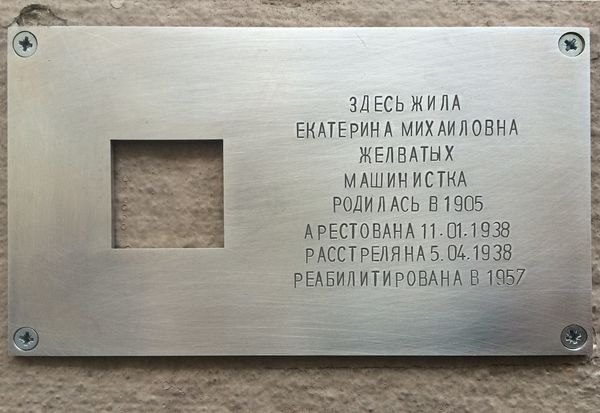 ЗДЕСЬ ЖИЛА
ЕКАТЕРИНА МИХАИЛОВНА
ЖЕЛВАТЫХ
МАШИНИСТКА
РОДИЛАСЬ В 1905
АРЕСТОВАНА 11.01.1938
РАССТРЕЛЯНА 5.04.1938
РЕАБИЛИТИРОВАНА В 1957